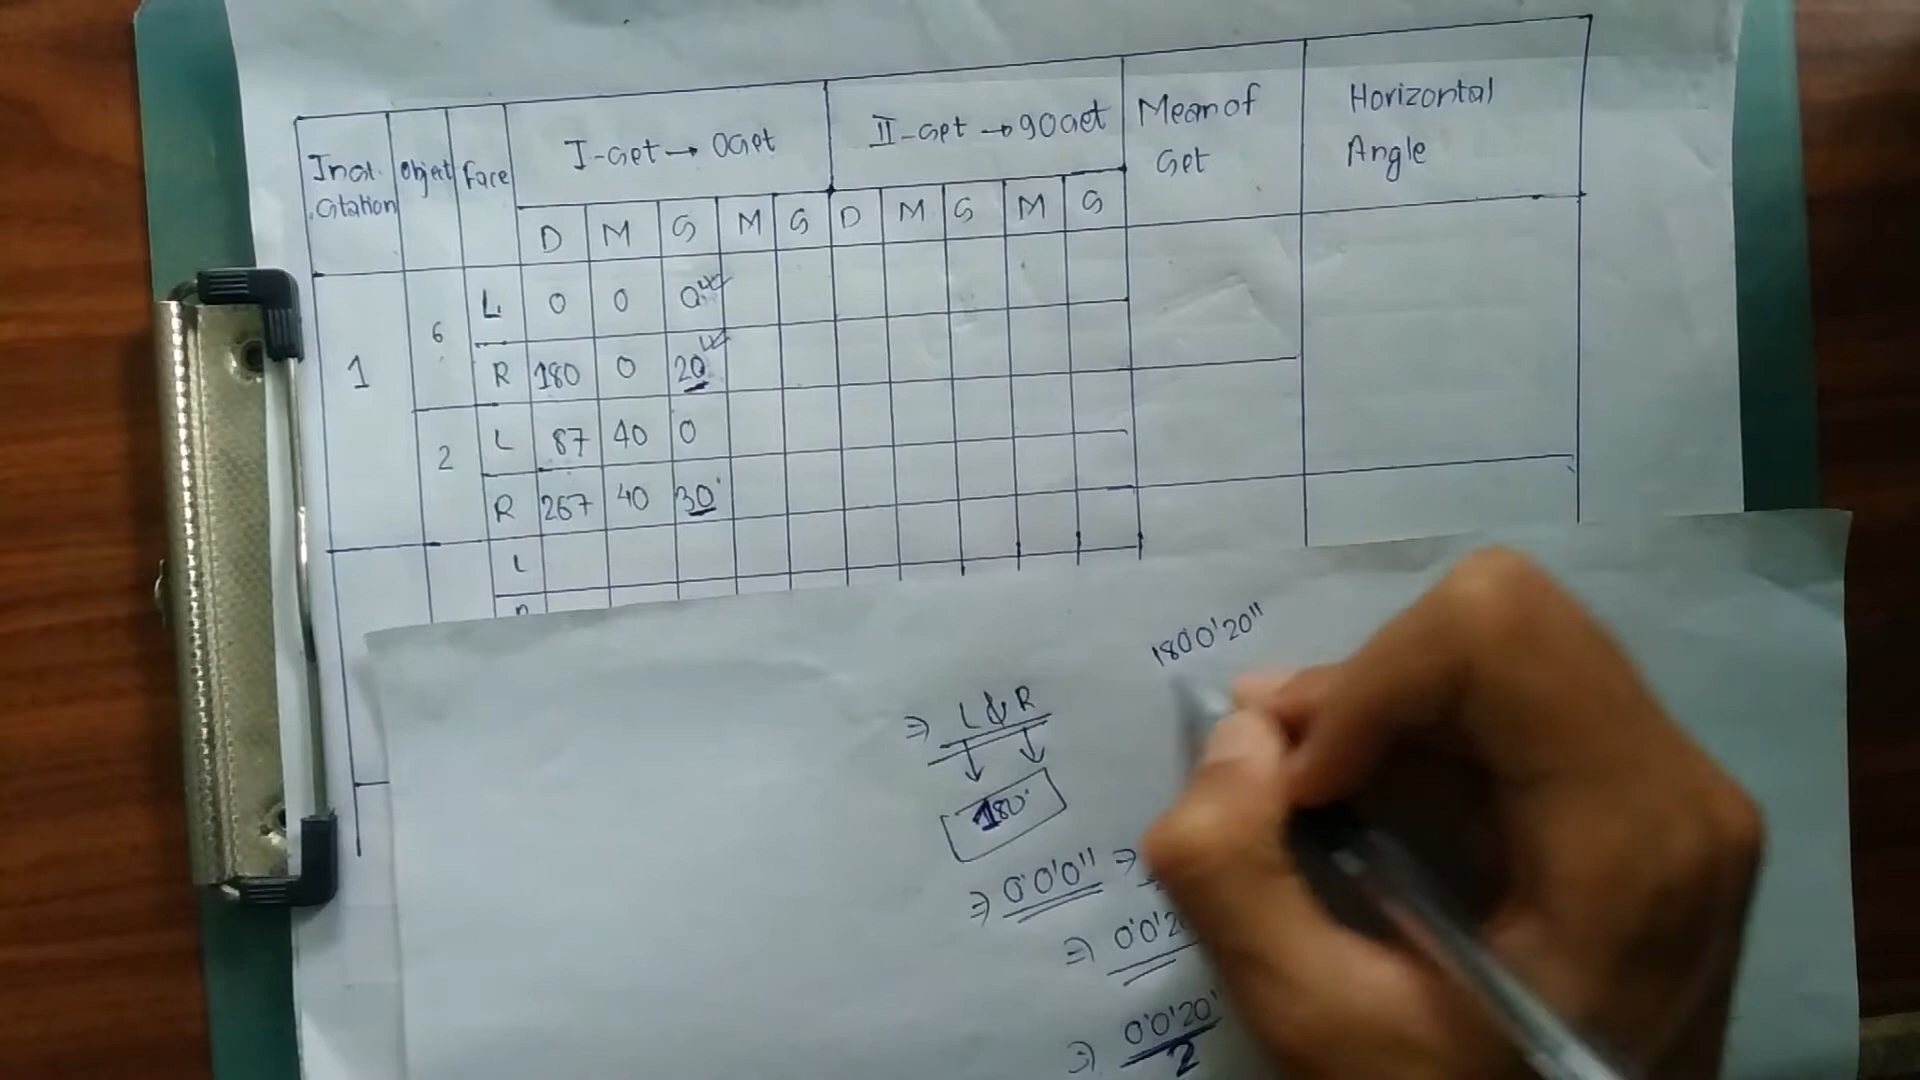 Inst. Station Object Face I-Set → 0Set II-Set → 90Set Mean of Set Horizontal Angle
D M S M S D M S M S
1 6 L 0 0 0
R 180 0 20
2 L 87 40 0
R 267 40 30
L
180°0'20"
⇒ L & R
180°
⇒ 0°0'0" ⇒
⇒ 0°0'20
⇒ 0°0'20"
2